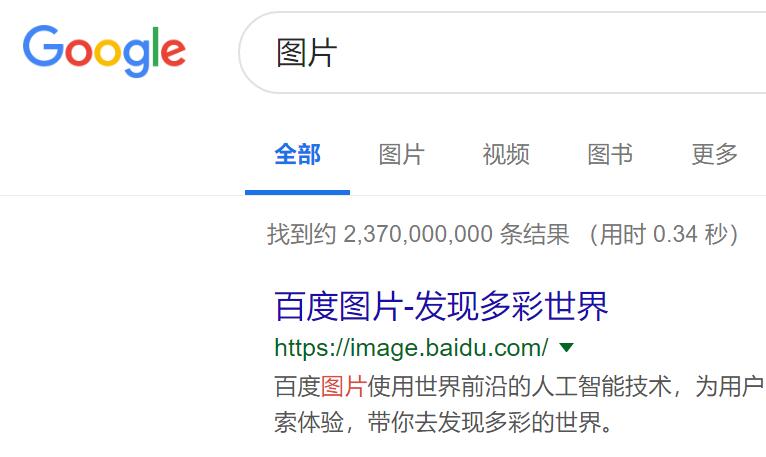 Google
图片
全部 图片 视频 图书 更多
找到约 2,370,000,000 条结果 （用时 0.34 秒）
百度图片-发现多彩世界
https://image.baidu.com/
百度图片使用世界前沿的人工智能技术，为用户
索体验，带你去发现多彩的世界。